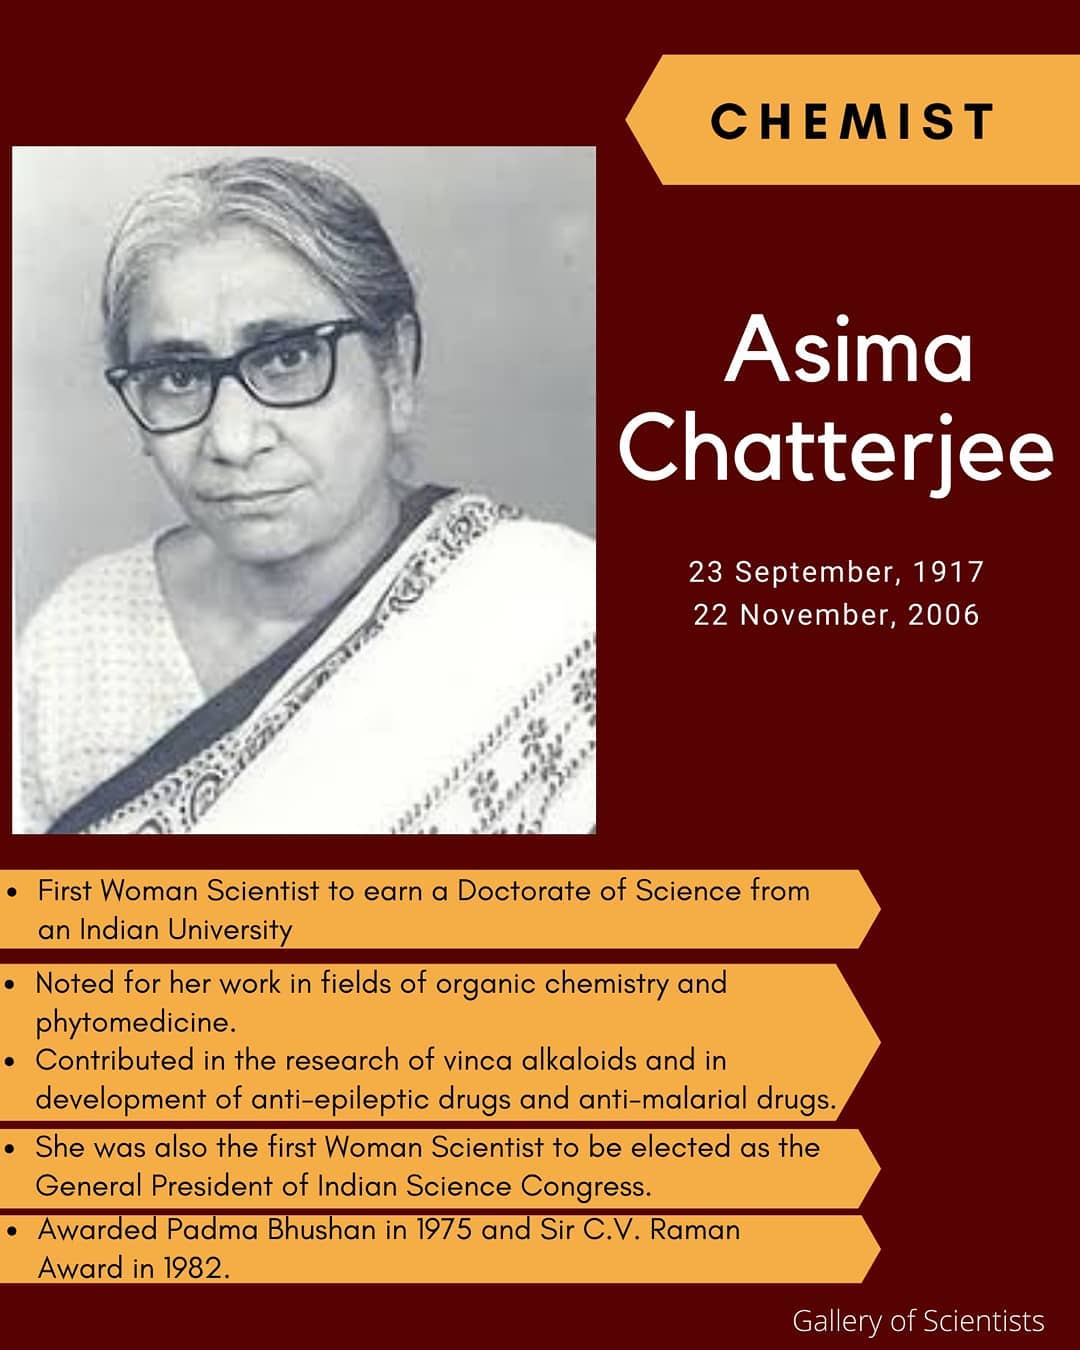 CHEMIST
Asima
Chatterjee
23 September, 1917
22 November, 2006
• First Woman Scientist to earn a Doctorate of Science from
an Indian University
• Noted for her work in fields of organic chemistry and
phytomedicine.
• Contributed in the research of vinca alkaloids and in
development of anti-epileptic drugs and anti-malarial drugs.
• She was also the first Woman Scientist to be elected as the
General President of Indian Science Congress.
• Awarded Padma Bhushan in 1975 and Sir C.V. Raman
Award in 1982.
Gallery of Scientists